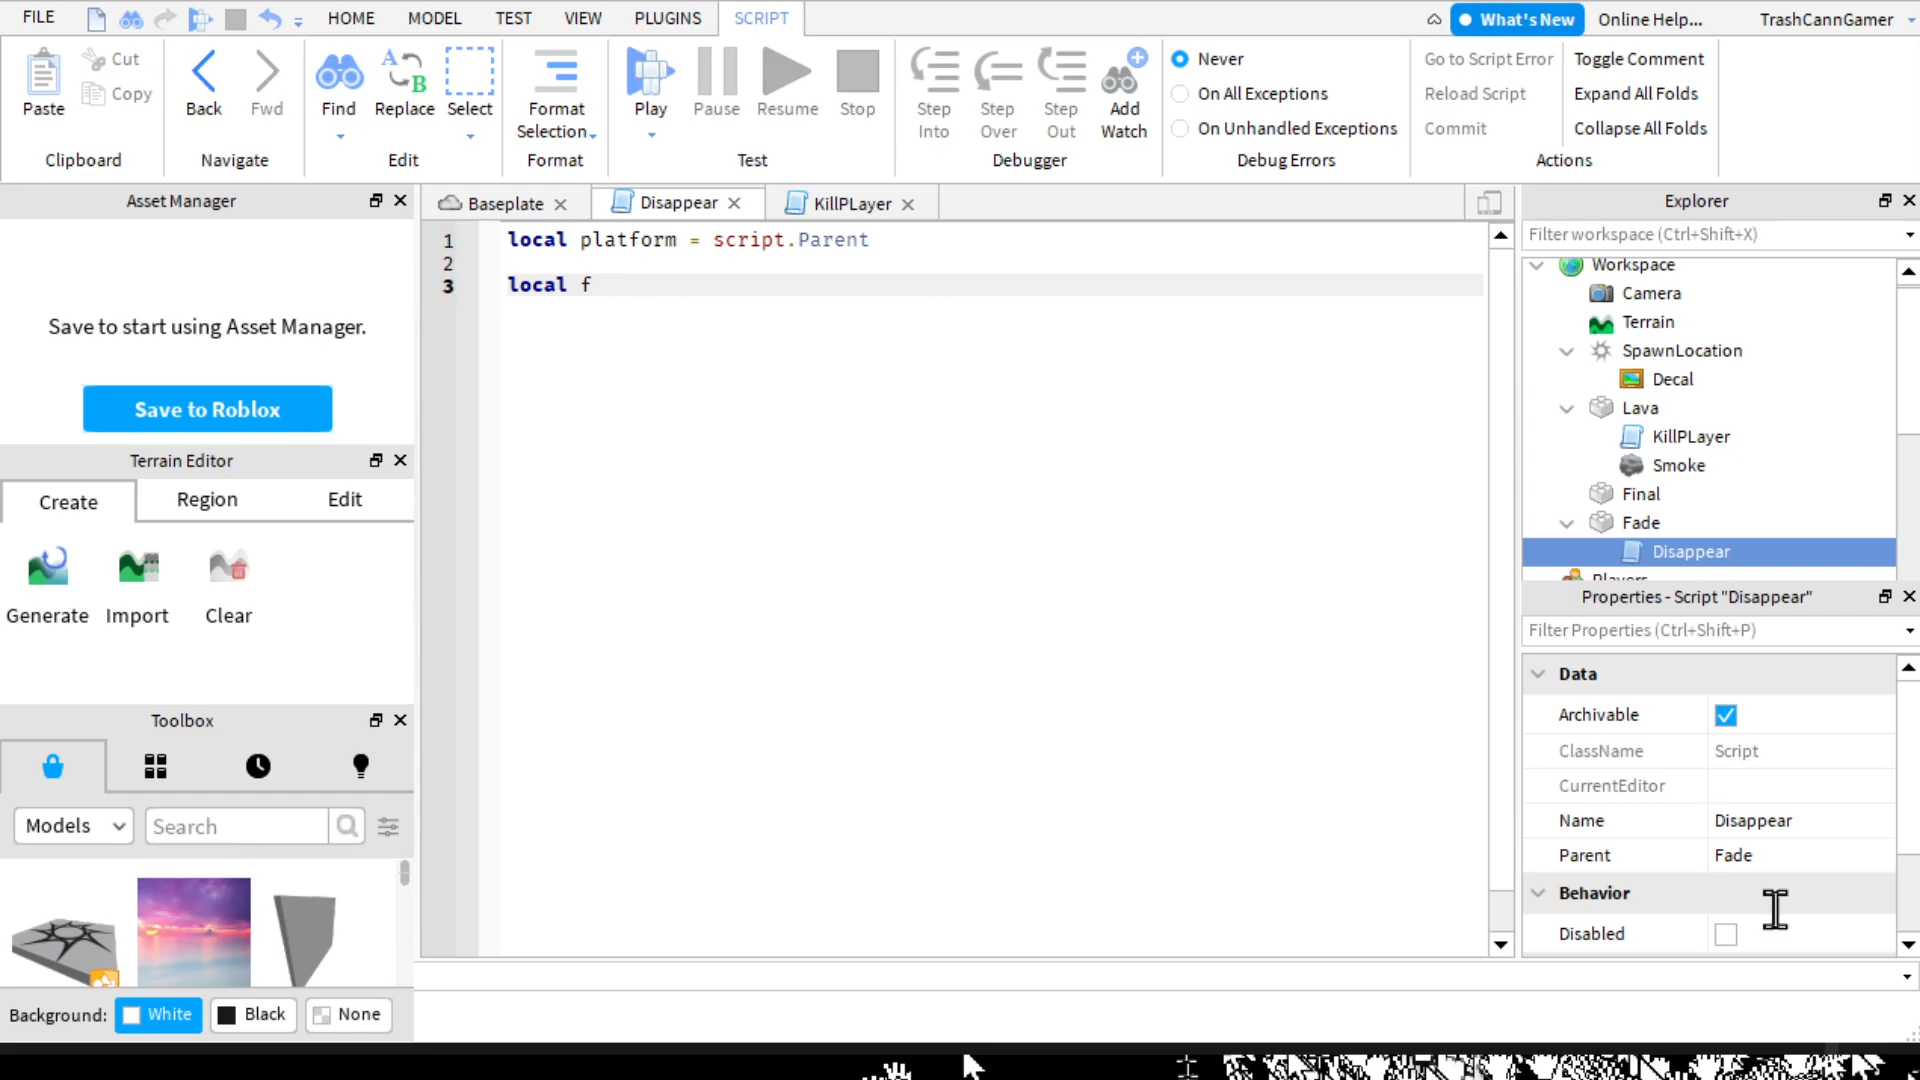 FILE HOME MODEL TEST VIEW PLUGINS SCRIPT What's New Online Help... TrashCannGamer
Paste Cut Copy Clipboard
Back Fwd Navigate
Find Replace Select Edit
Format Selection Format
Play Pause Resume Stop Test
Step Into Step Over Step Out Add Watch Debugger
Never
On All Exceptions
On Unhandled Exceptions
Debug Errors
Go to Script Error Toggle Comment
Reload Script Expand All Folds
Commit Collapse All Folds
Actions
Asset Manager
Save to start using Asset Manager.
Save to Roblox
Terrain Editor
Create Region Edit
Generate Import Clear
Toolbox
Models Search
Background: White Black None
Baseplate Disappear KillPLayer
1 local platform = script.Parent
2
3 local f
Explorer
Filter workspace (Ctrl+Shift+X)
Workspace
Camera
Terrain
SpawnLocation
Decal
Lava
KillPLayer
Smoke
Final
Fade
Disappear
Players
Properties - Script "Disappear"
Filter Properties (Ctrl+Shift+P)
Data
Archivable
ClassName Script
CurrentEditor
Name Disappear
Parent Fade
Behavior
Disabled